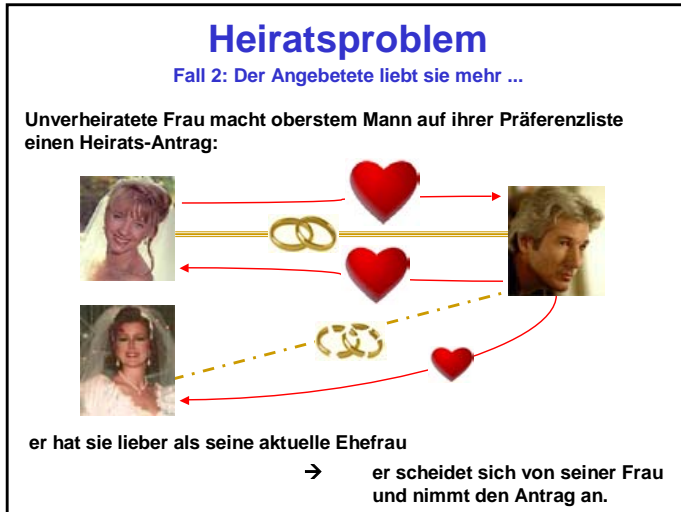 Heiratsproblem
Fall 2: Der Angebetete liebt sie mehr ...
Unverheiratete Frau macht oberstem Mann auf ihrer Präferenzliste
einen Heirats-Antrag:
er hat sie lieber als seine aktuelle Ehefrau
→ er scheidet sich von seiner Frau
und nimmt den Antrag an.